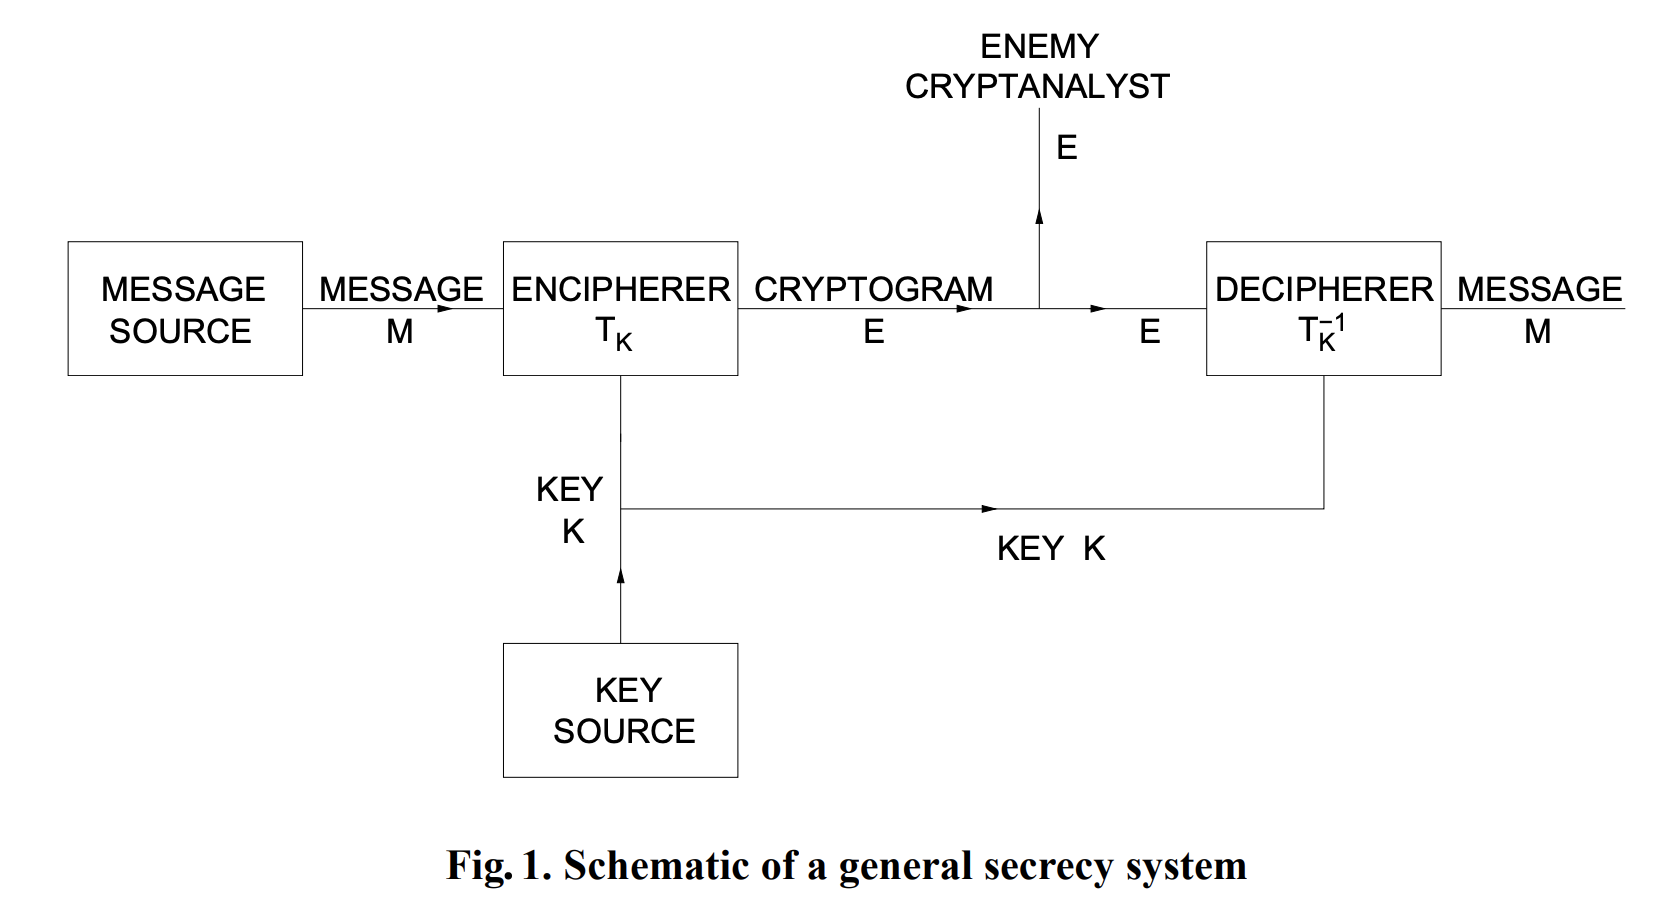 ENEMY
CRYPTANALYST
E
MESSAGE
SOURCE
MESSAGE
M
ENCIPHERER
T_K
CRYPTOGRAM
E
E
DECIPHERER
T_K^-1
MESSAGE
M
KEY
K
KEY K
KEY
SOURCE
Fig. 1. Schematic of a general secrecy system